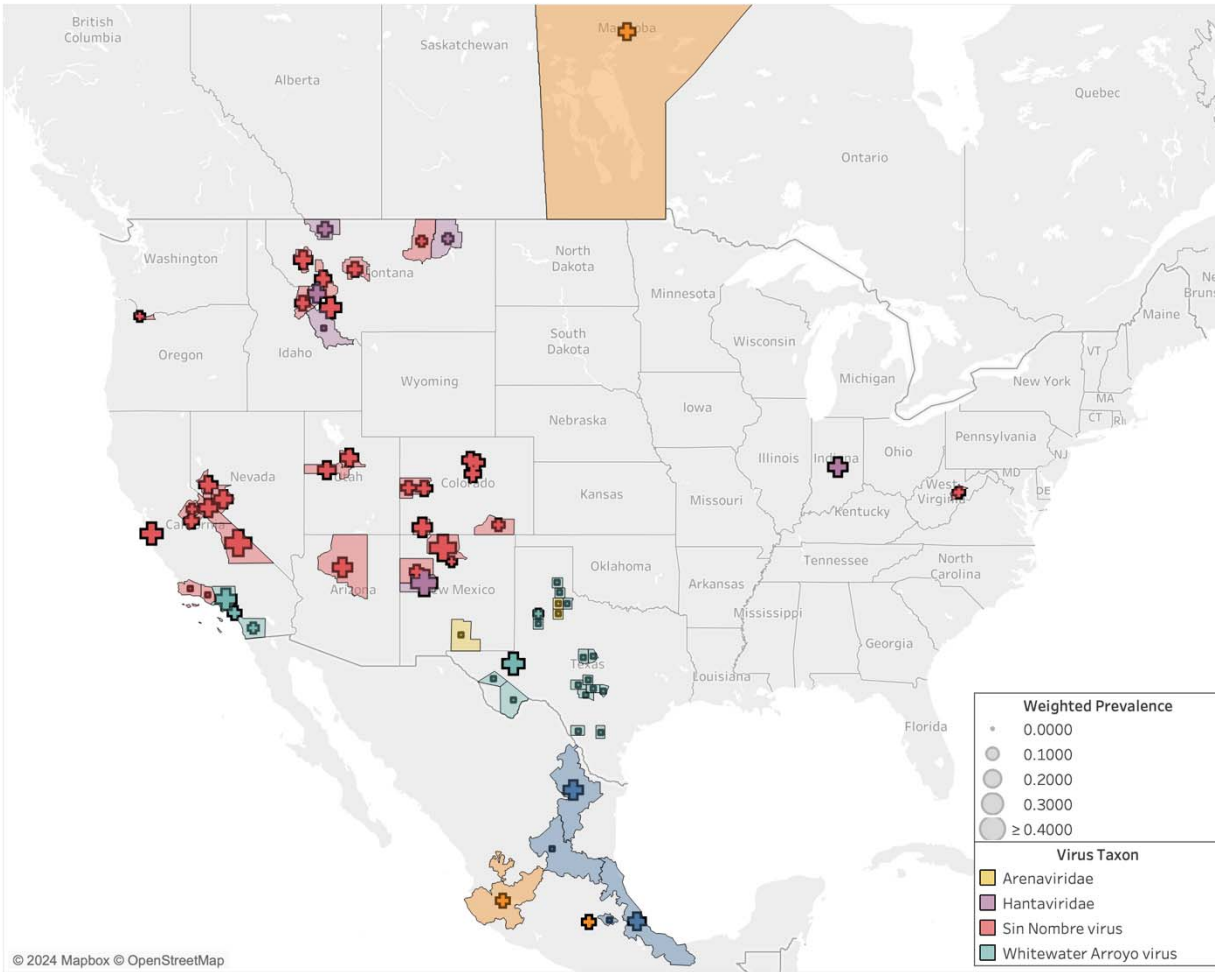 British
Columbia
Alberta
Saskatchewan
Manitoba
Ontario
Quebec
Washington
Montana
North
Dakota
Minnesota
Ne
Bruns
Maine
Oregon
Idaho
South
Dakota
Wisconsin
Michigan
VT
New York
MA
CT
RI
Wyoming
Iowa
Nebraska
Pennsylvania
Nevada
Utah
Colorado
Illinois
Indiana
Ohio
NJ
MD
DE
Kansas
Missouri
West
Virginia
Kentucky
California
Arizona
New Mexico
Oklahoma
Tennessee
North
Carolina
Arkansas
Mississippi
Georgia
Texas
Louisiana
Florida
Weighted Prevalence
0.0000
0.1000
0.2000
0.3000
≥ 0.4000
Virus Taxon
Arenaviridae
Hantaviridae
Sin Nombre virus
Whitewater Arroyo virus
© 2024 Mapbox © OpenStreetMap